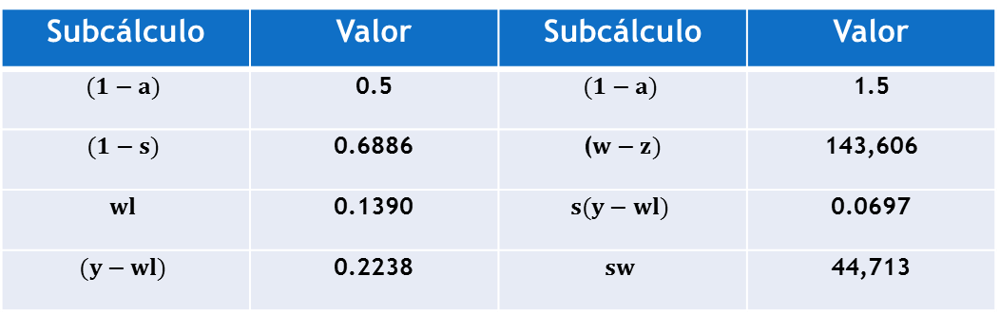 Subcálculo Valor Subcálculo Valor
(1 − a) 0.5 (1 − a) 1.5
(1 − s) 0.6886 (w − z) 143,606
wl 0.1390 s(y − wl) 0.0697
(y − wl) 0.2238 sw 44,713